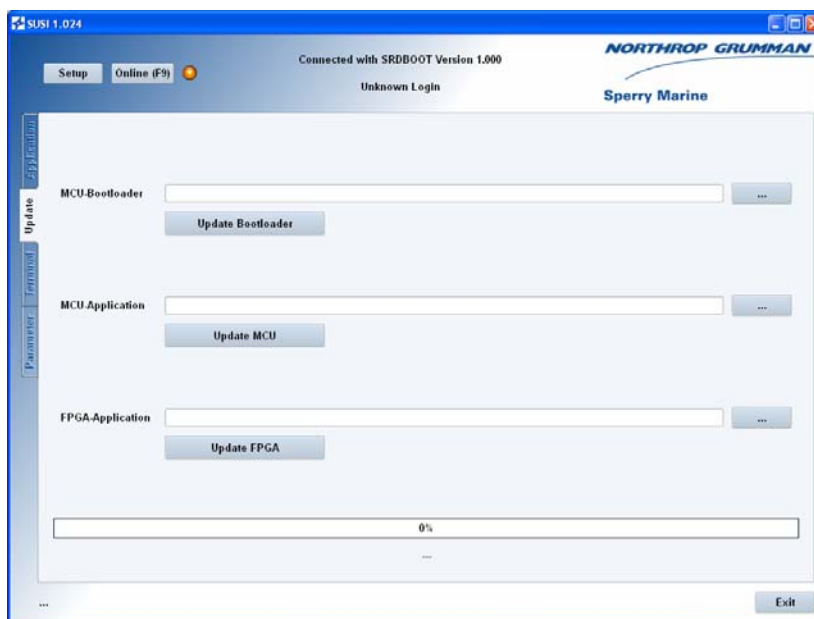 SUSI 1.024
Setup
Online (F9)
Connected with SRDBOOT Version 1.000
Unknown Login
NORTHROP GRUMMAN
Sperry Marine
Application
Update
Terminal
Parameter
MCU-Bootloader
...
Update Bootloader
MCU-Application
...
Update MCU
FPGA-Application
...
Update FPGA
0%
...
...
Exit